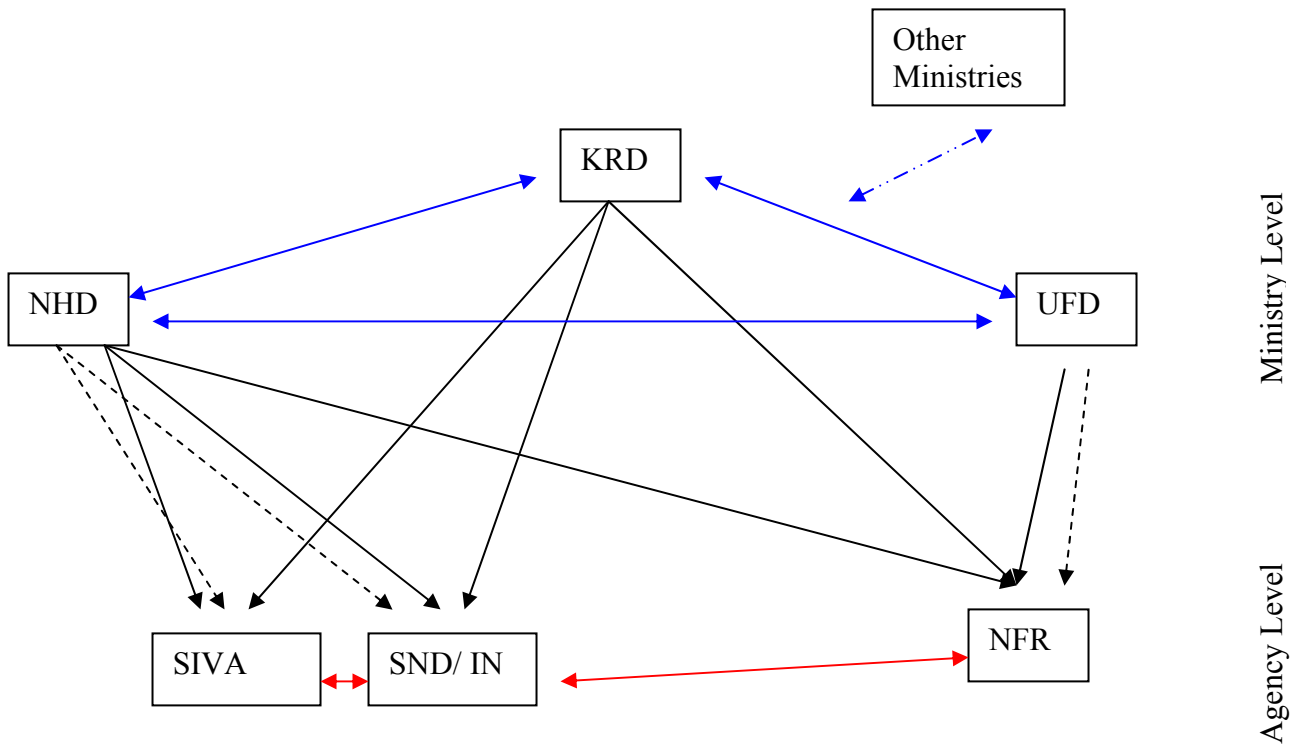 Other
Ministries
KRD
NHD
UFD
Ministry Level
SIVA
SND/ IN
NFR
Agency Level